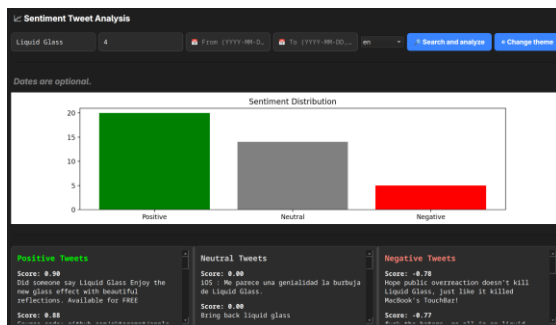 Sentiment Tweet Analysis
Liquid Glass 4 From (YYYY-MM-D… To (YYYY-MM-DD… en Search and analyze Change theme
Dates are optional.
Sentiment Distribution
20
15
10
5
0
Positive Neutral Negative
Positive Tweets
Score: 0.90
Did someone say Liquid Glass Enjoy the
new glass effect with beautiful
reflections. Available for FREE
Score: 0.88
Neutral Tweets
Score: 0.00
iOS : Me parece una genialidad la burbuja
de Liquid Glass.
Score: 0.00
Bring back liquid glass
Negative Tweets
Score: -0.78
Hope public overreaction doesn't kill
Liquid Glass, just like it killed
MacBook's TouchBar!
Score: -0.77